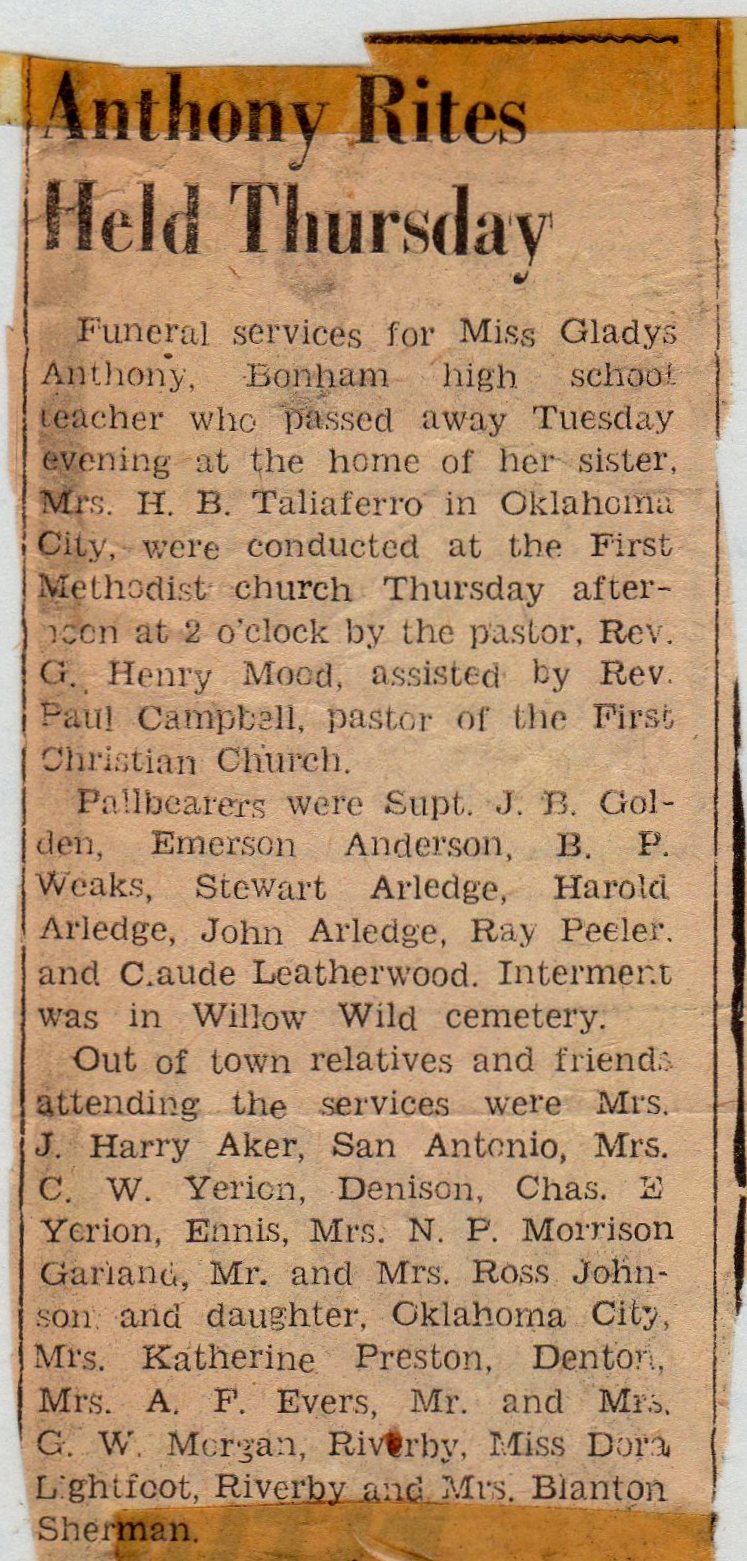 Anthony Rites
Held Thursday
Funeral services for Miss Gladys
Anthony, Bonham high school
teacher who passed away Tuesday
evening at the home of her sister,
Mrs. H. B. Taliaferro in Oklahoma
City, were conducted at the First
Methodist church Thursday after-
noon at 2 o'clock by the pastor, Rev.
G. Henry Mood, assisted by Rev.
Paul Campbell, pastor of the First
Christian Church.
Pallbearers were Supt. J. B. Gol-
den, Emerson Anderson, B. P.
Weaks, Stewart Arledge, Harold
Arledge, John Arledge, Ray Peeler,
and Claude Leatherwood. Interment
was in Willow Wild cemetery.
Out of town relatives and friends
attending the services were Mrs.
J. Harry Aker, San Antonio, Mrs.
C. W. Yerion, Denison, Chas. E
Yerion, Ennis, Mrs. N. P. Morrison
Garland, Mr. and Mrs. Ross John-
son and daughter, Oklahoma City,
Mrs. Katherine Preston, Denton,
Mrs. A. F. Evers, Mr. and Mrs.
G. W. Morgan, Riverby, Miss Dora
Lightfoot, Riverby and Mrs. Blanton
Sherman.